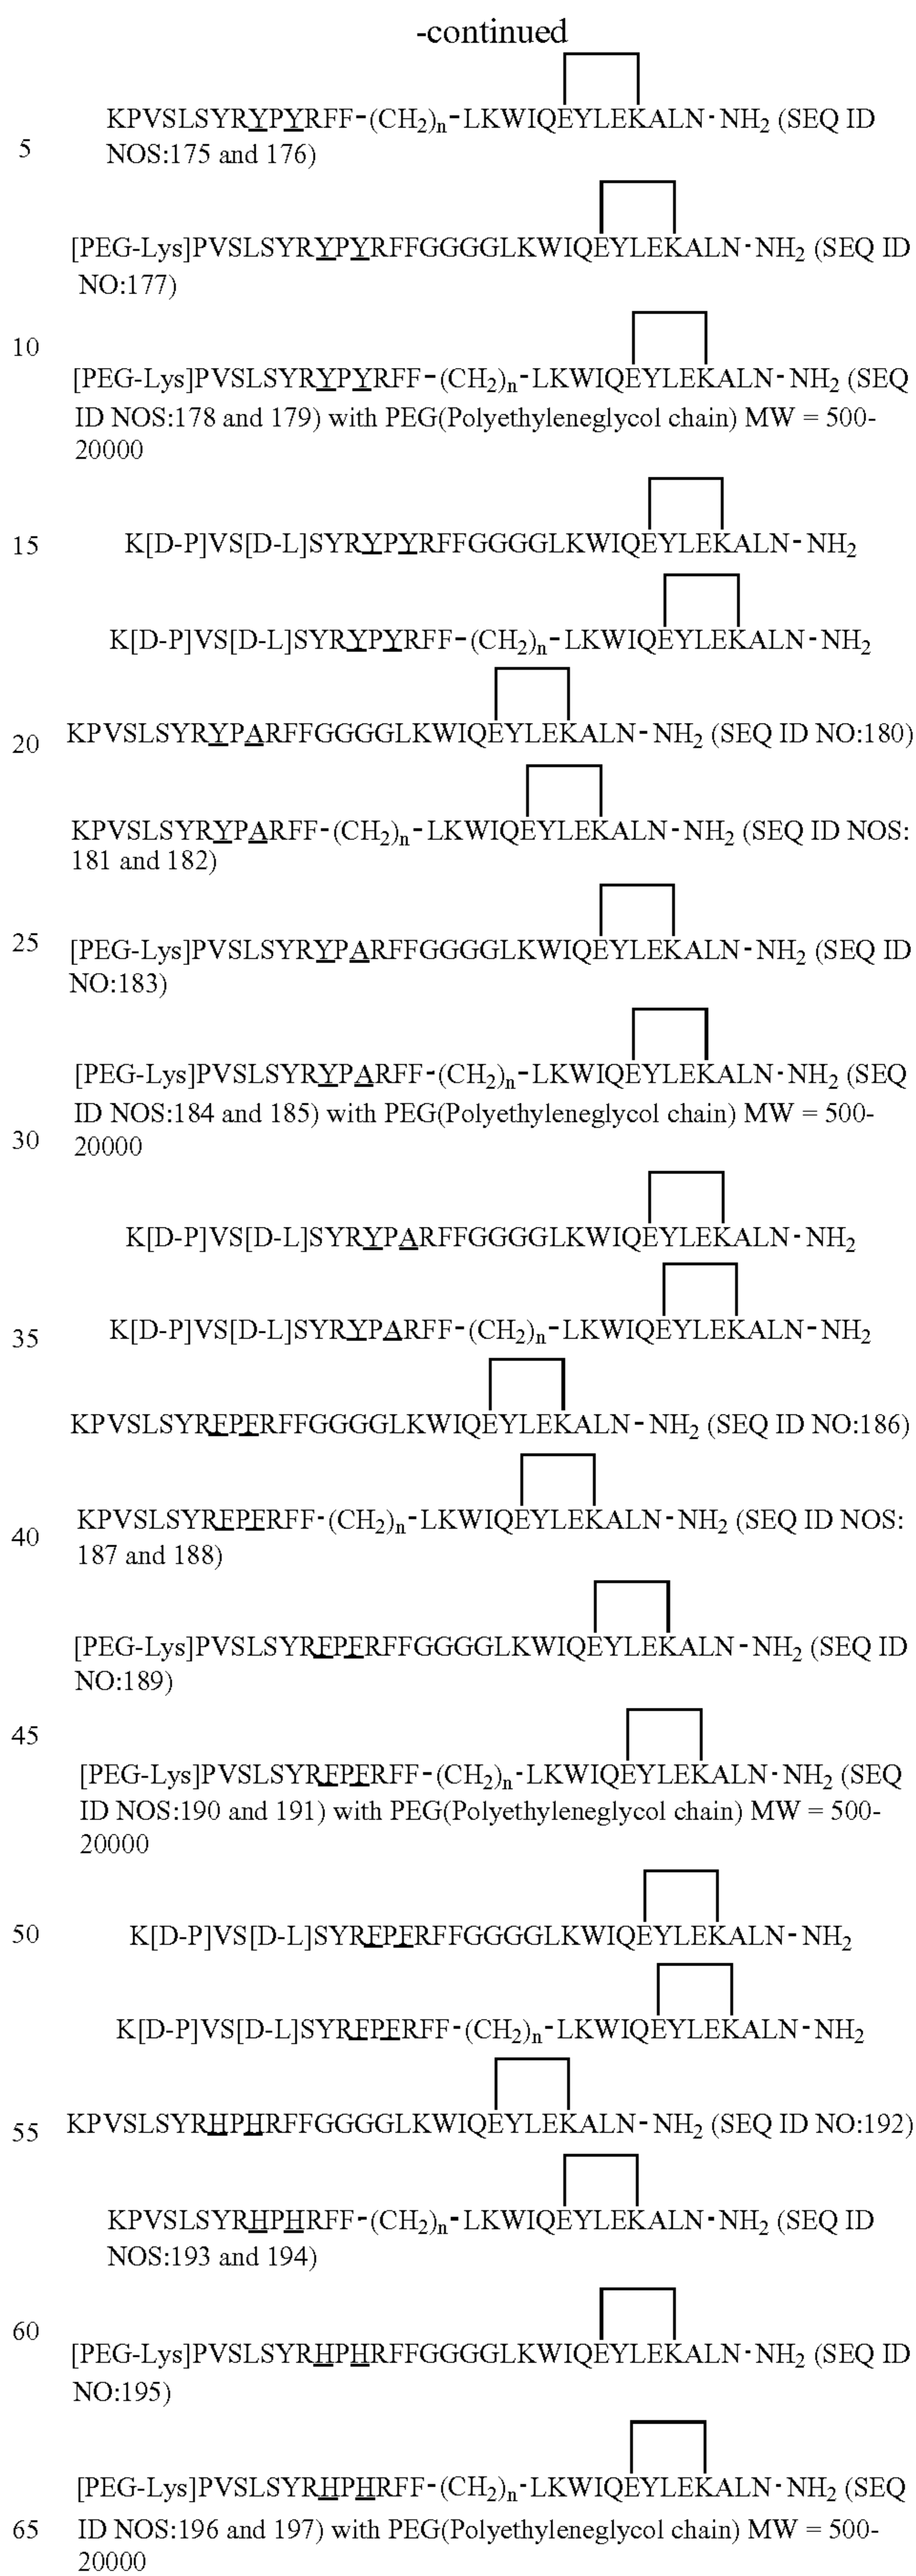 -continued
KPVSLSYRYPYRFF-(CH2)n-LKWIQEYLEKALN-NH2 (SEQ ID
5
NOS:175 and 176)
[PEG-Lys]PVSLSYRYPYRFFGGGGLKWIQEYLEKALN-NH2 (SEQ ID
NO:177)
10
[PEG-Lys]PVSLSYRYPYRFF-(CH2)n-LKWIQEYLEKALN-NH2 (SEQ
ID NOS:178 and 179) with PEG(Polyethyleneglycol chain) MW = 500-
20000
15 K[D-P]VS[D-L]SYRYPYRFFGGGGLKWIQEYLEKALN-NH2
K[D-P]VS[D-L]SYRYPYRFF-(CH2)n-LKWIQEYLEKALN-NH2
20 KPVSLSYRYPARFFGGGGLKWIQEYLEKALN-NH2 (SEQ ID NO:180)
KPVSLSYRYPARFF-(CH2)n-LKWIQEYLEKALN-NH2 (SEQ ID NOS:
181 and 182)
25 [PEG-Lys]PVSLSYRYPARFFGGGGLKWIQEYLEKALN-NH2 (SEQ ID
NO:183)
[PEG-Lys]PVSLSYRYPARFF-(CH2)n-LKWIQEYLEKALN-NH2 (SEQ
ID NOS:184 and 185) with PEG(Polyethyleneglycol chain) MW = 500-
30 20000
K[D-P]VS[D-L]SYRYPARFFGGGGLKWIQEYLEKALN-NH2
35 K[D-P]VS[D-L]SYRYPARFF-(CH2)n-LKWIQEYLEKALN-NH2
KPVSLSYRFPFRFFGGGGLKWIQEYLEKALN-NH2 (SEQ ID NO:186)
KPVSLSYRFPFRFF-(CH2)n-LKWIQEYLEKALN-NH2 (SEQ ID NOS:
40
187 and 188)
[PEG-Lys]PVSLSYRFPFRFFGGGGLKWIQEYLEKALN-NH2 (SEQ ID
NO:189)
45
[PEG-Lys]PVSLSYRFPFRFF-(CH2)n-LKWIQEYLEKALN-NH2 (SEQ
ID NOS:190 and 191) with PEG(Polyethyleneglycol chain) MW = 500-
20000
50 K[D-P]VS[D-L]SYRFPFRFFGGGGLKWIQEYLEKALN-NH2
K[D-P]VS[D-L]SYRFPFRFF-(CH2)n-LKWIQEYLEKALN-NH2
55 KPVSLSYRHPHRFFGGGGLKWIQEYLEKALN-NH2 (SEQ ID NO:192)
KPVSLSYRHPHRFF-(CH2)n-LKWIQEYLEKALN-NH2 (SEQ ID
NOS:193 and 194)
60
[PEG-Lys]PVSLSYRHPHRFFGGGGLKWIQEYLEKALN-NH2 (SEQ ID
NO:195)
[PEG-Lys]PVSLSYRHPHRFF-(CH2)n-LKWIQEYLEKALN-NH2 (SEQ
65 ID NOS:196 and 197) with PEG(Polyethyleneglycol chain) MW = 500-
20000